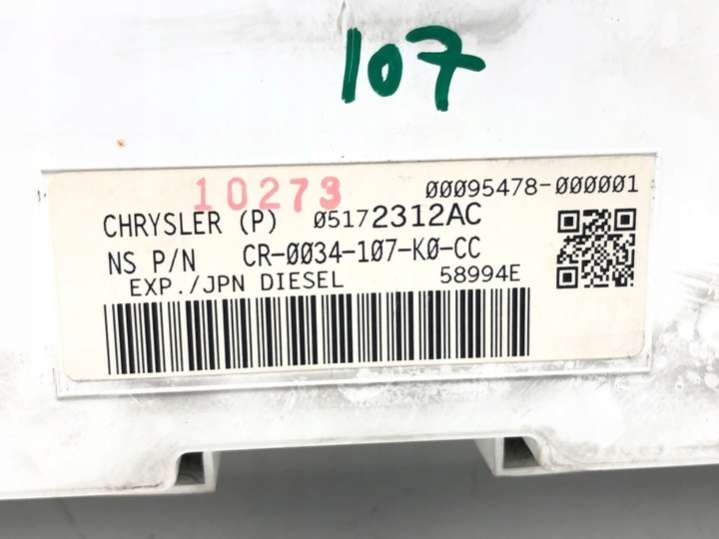 107
10273
00095478-000001
CHRYSLER (P) 05172312AC
NS P/N CR-0034-107-K0-CC
EXP./JPN DIESEL 58994E